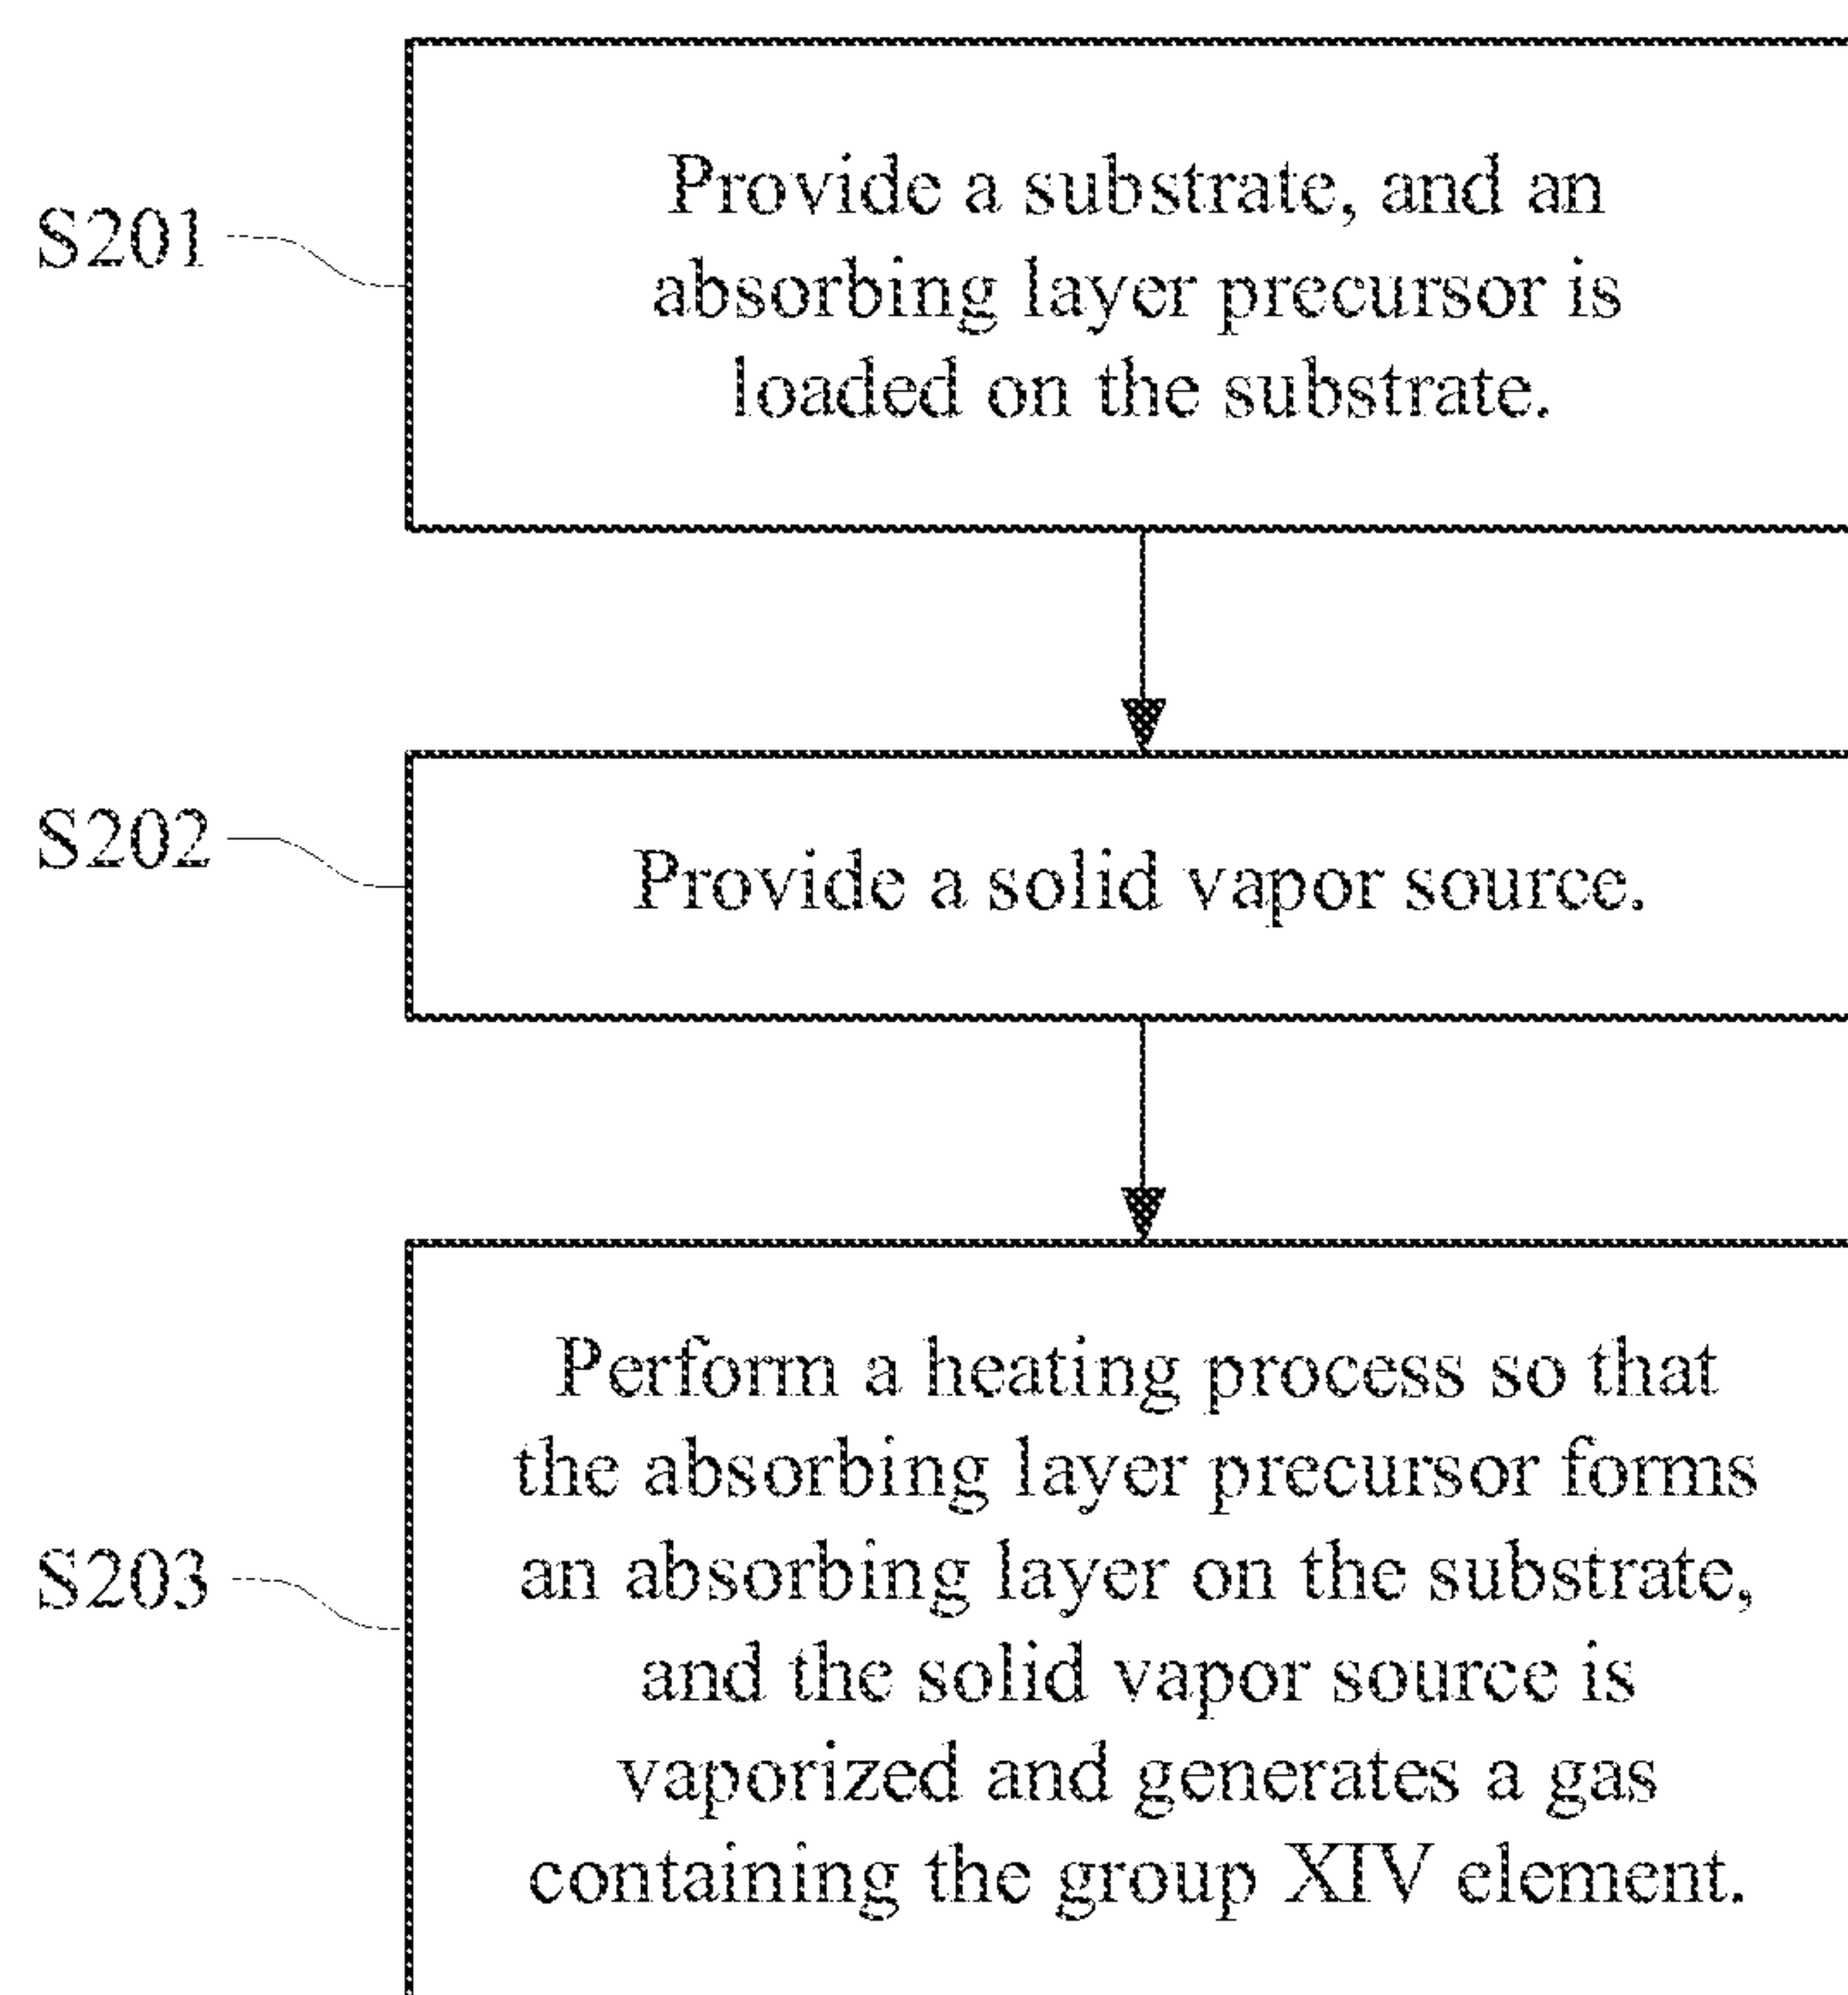 S201
Provide a substrate, and an
absorbing layer precursor is
loaded on the substrate.
S202
Provide a solid vapor source.
S203
Perform a heating process so that
the absorbing layer precursor forms
an absorbing layer on the substrate,
and the solid vapor source is
vaporized and generates a gas
containing the group XIV element.